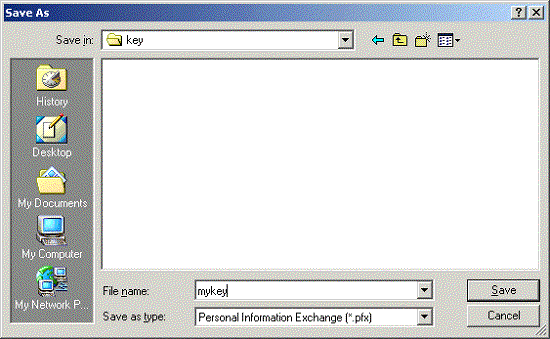 Save As
Save in:
key
History
Desktop
My Documents
My Computer
My Network P...
File name:
mykey
Save
Save as type:
Personal Information Exchange (*.pfx)
Cancel